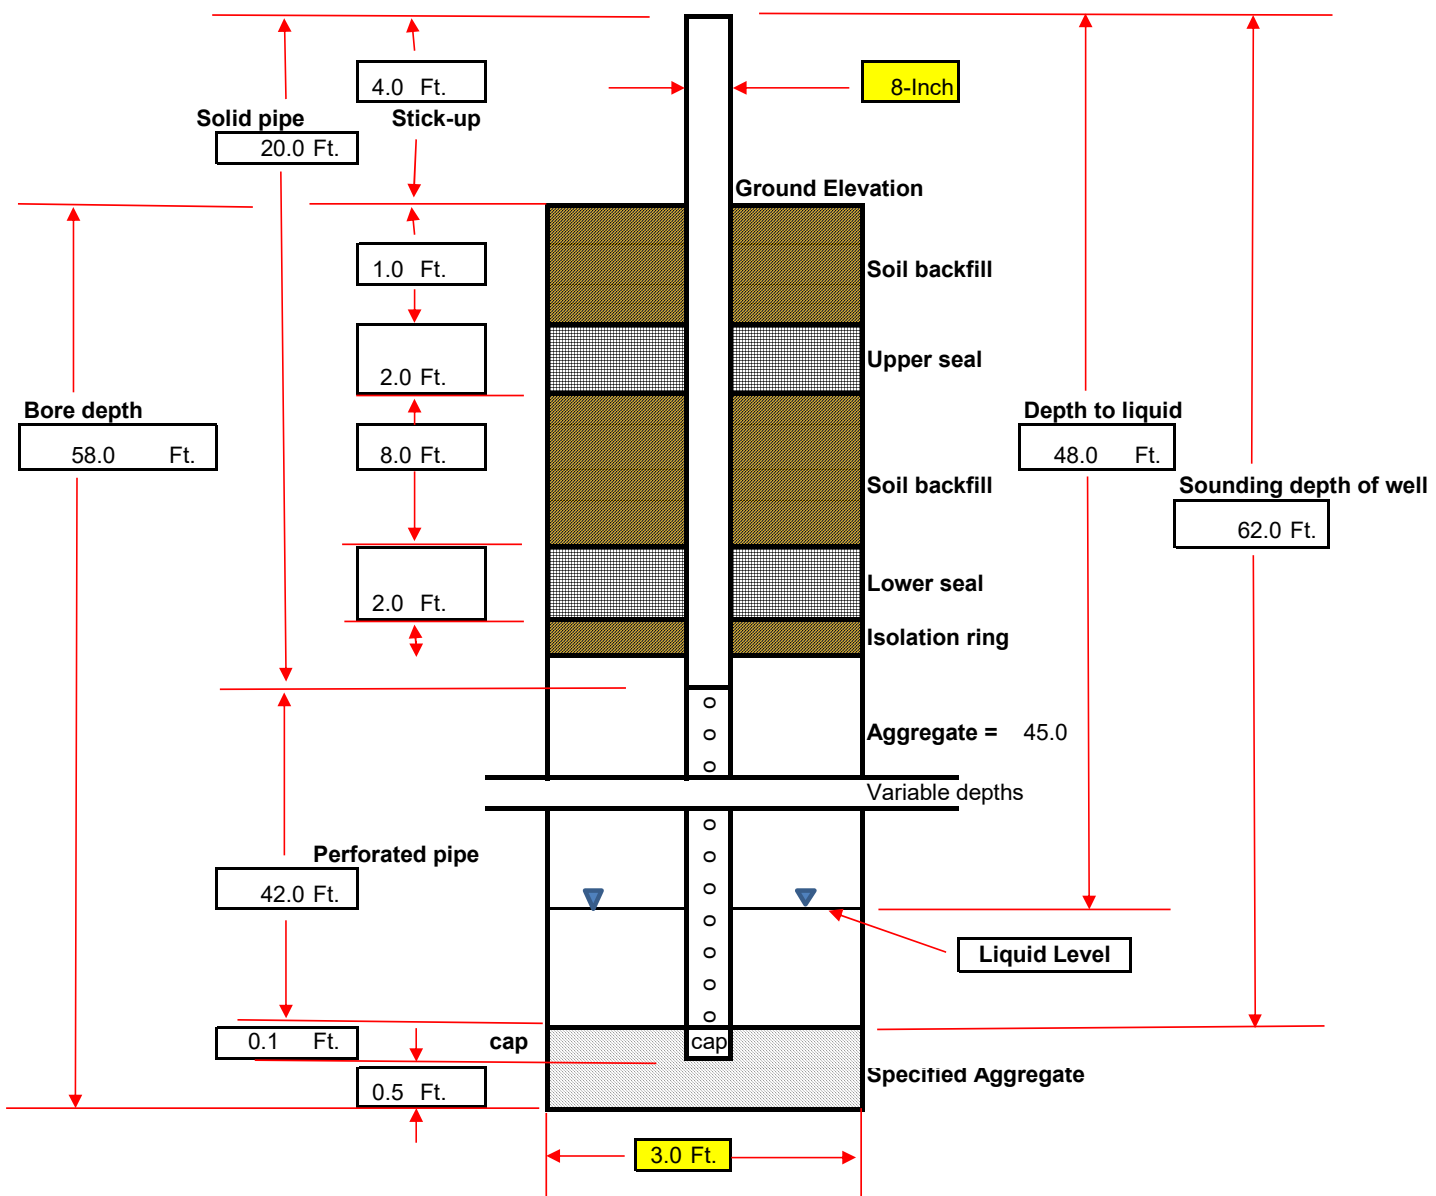 4.0 Ft.
8-Inch
Solid pipe
Stick-up
20.0 Ft.
Ground Elevation
1.0 Ft.
Soil backfill
2.0 Ft.
Upper seal
Bore depth
58.0 Ft.
8.0 Ft.
Depth to liquid
48.0 Ft.
Soil backfill
Sounding depth of well
62.0 Ft.
2.0 Ft.
Lower seal
Isolation ring
o
o
Aggregate = 45.0
o
Variable depths
o
Perforated pipe
o
42.0 Ft.
o
o
Liquid Level
o
o
o
0.1 Ft.
cap
cap
0.5 Ft.
Specified Aggregate
3.0 Ft.